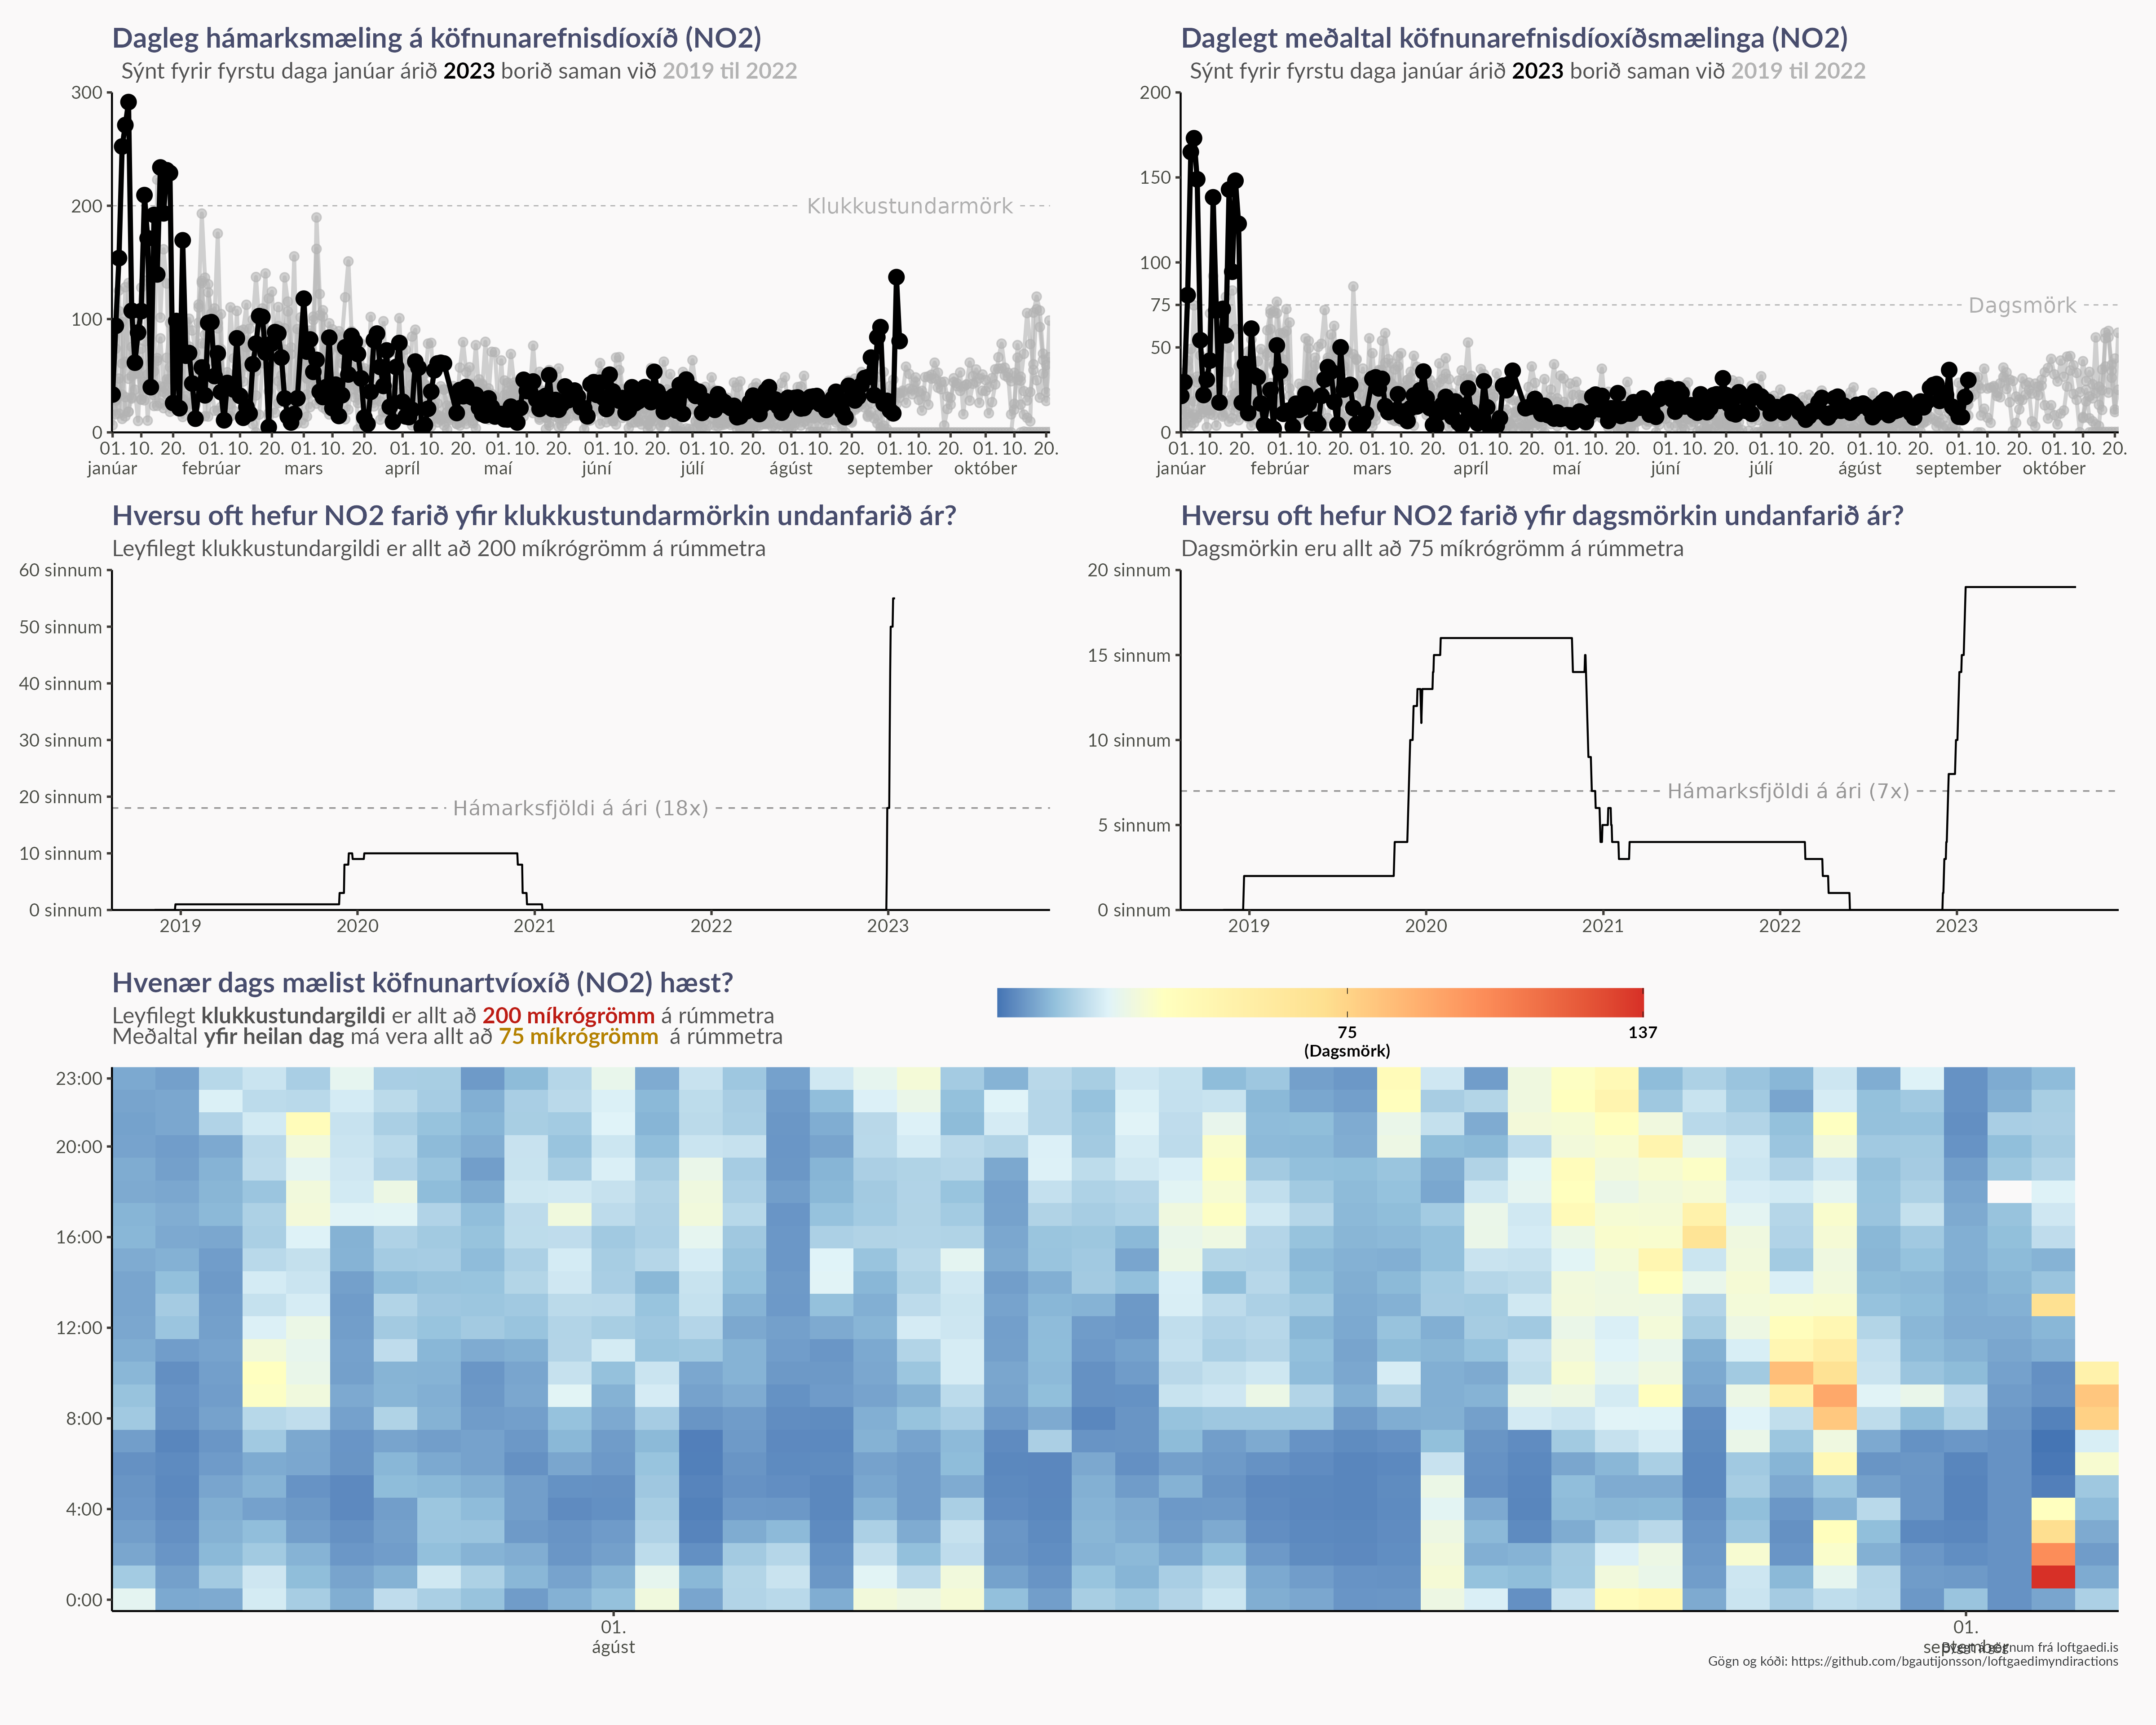 Dagleg hámarksmæling á köfnunarefnisdíoxíð (NO2)
Sýnt fyrir fyrstu daga janúar árið 2023 borið saman við 2019 til 2022
300
200
100
0
Klukkustundarmörk
01. 10. 20. 01. 10. 20. 01. 10. 20. 01. 10. 20. 01. 10. 20. 01. 10. 20. 01. 10. 20. 01. 10. 20. 01. 10. 20. 01. 10. 20.
janúar febrúar mars apríl maí júní júlí ágúst september október
Daglegt meðaltal köfnunarefnisdíoxíðsmælinga (NO2)
Sýnt fyrir fyrstu daga janúar árið 2023 borið saman við 2019 til 2022
200
150
100
75
50
0
Dagsmörk
01. 10. 20. 01. 10. 20. 01. 10. 20. 01. 10. 20. 01. 10. 20. 01. 10. 20. 01. 10. 20. 01. 10. 20. 01. 10. 20. 01. 10. 20.
janúar febrúar mars apríl maí júní júlí ágúst september október
Hversu oft hefur NO2 farið yfir klukkustundarmörkin undanfarið ár?
Leyfilegt klukkustundargildi er allt að 200 míkrógrömm á rúmmetra
60 sinnum
50 sinnum
40 sinnum
30 sinnum
20 sinnum
10 sinnum
0 sinnum
Hámarksfjöldi á ári (18x)
2019 2020 2021 2022 2023
Hversu oft hefur NO2 farið yfir dagsmörkin undanfarið ár?
Dagsmörkin eru allt að 75 míkrógrömm á rúmmetra
20 sinnum
15 sinnum
10 sinnum
5 sinnum
0 sinnum
Hámarksfjöldi á ári (7x)
2019 2020 2021 2022 2023
Hvenær dags mælist köfnunartvíoxíð (NO2) hæst?
Leyfilegt klukkustundargildi er allt að 200 míkrógrömm á rúmmetra
Meðaltal yfir heilan dag má vera allt að 75 míkrógrömm á rúmmetra
75 137
(Dagsmörk)
23:00
20:00
16:00
12:00
8:00
4:00
0:00
01. 01.
ágúst september
gögnum frá loftgaedi.is
Gögn og kóði: https://github.com/bgautijonsson/loftgaedimyndiractions